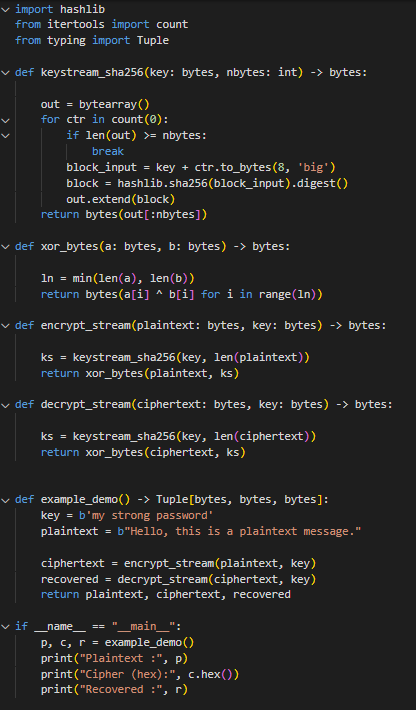 import hashlib
from itertools import count
from typing import Tuple
def keystream_sha256(key: bytes, nbytes: int) -> bytes:
    out = bytearray()
    for ctr in count(0):
        if len(out) >= nbytes:
            break
        block_input = key + ctr.to_bytes(8, 'big')
        block = hashlib.sha256(block_input).digest()
        out.extend(block)
    return bytes(out[:nbytes])
def xor_bytes(a: bytes, b: bytes) -> bytes:
    ln = min(len(a), len(b))
    return bytes(a[i] ^ b[i] for i in range(ln))
def encrypt_stream(plaintext: bytes, key: bytes) -> bytes:
    ks = keystream_sha256(key, len(plaintext))
    return xor_bytes(plaintext, ks)
def decrypt_stream(ciphertext: bytes, key: bytes) -> bytes:
    ks = keystream_sha256(key, len(ciphertext))
    return xor_bytes(ciphertext, ks)
def example_demo() -> Tuple[bytes, bytes, bytes]:
    key = b'my strong password'
    plaintext = b"Hello, this is a plaintext message."
    ciphertext = encrypt_stream(plaintext, key)
    recovered = decrypt_stream(ciphertext, key)
    return plaintext, ciphertext, recovered
if __name__ == "__main__":
    p, c, r = example_demo()
    print("Plaintext :", p)
    print("Cipher (hex):", c.hex())
    print("Recovered :", r)